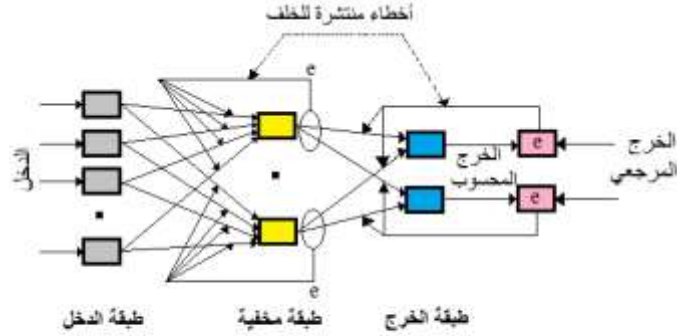 أخطاء منتشرة للخلف
e
الدخل
الخرج
المحسوب
e
e
الخرج
المرجعي
e
طبقة الدخل
طبقة مخفية
طبقة الخرج